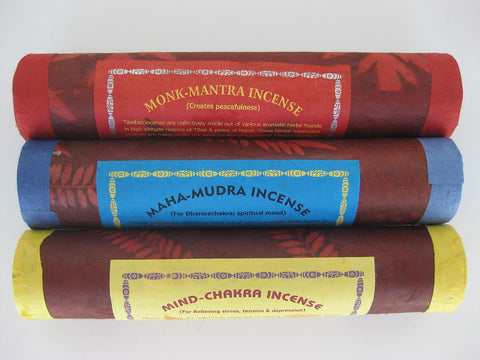 MONK-MANTRA INCENSE
(Creates peacefulness)
Tibetan incense are collectively made out of various aromatic herbs founds
in high altitude regions of Tibet & plains of Nepal. These herbal medicated
MAHA-MUDRA INCENSE
(For Dharmachakra; spiritual mood)
MIND-CHAKRA INCENSE
(For Relieving stress, tension & depression)